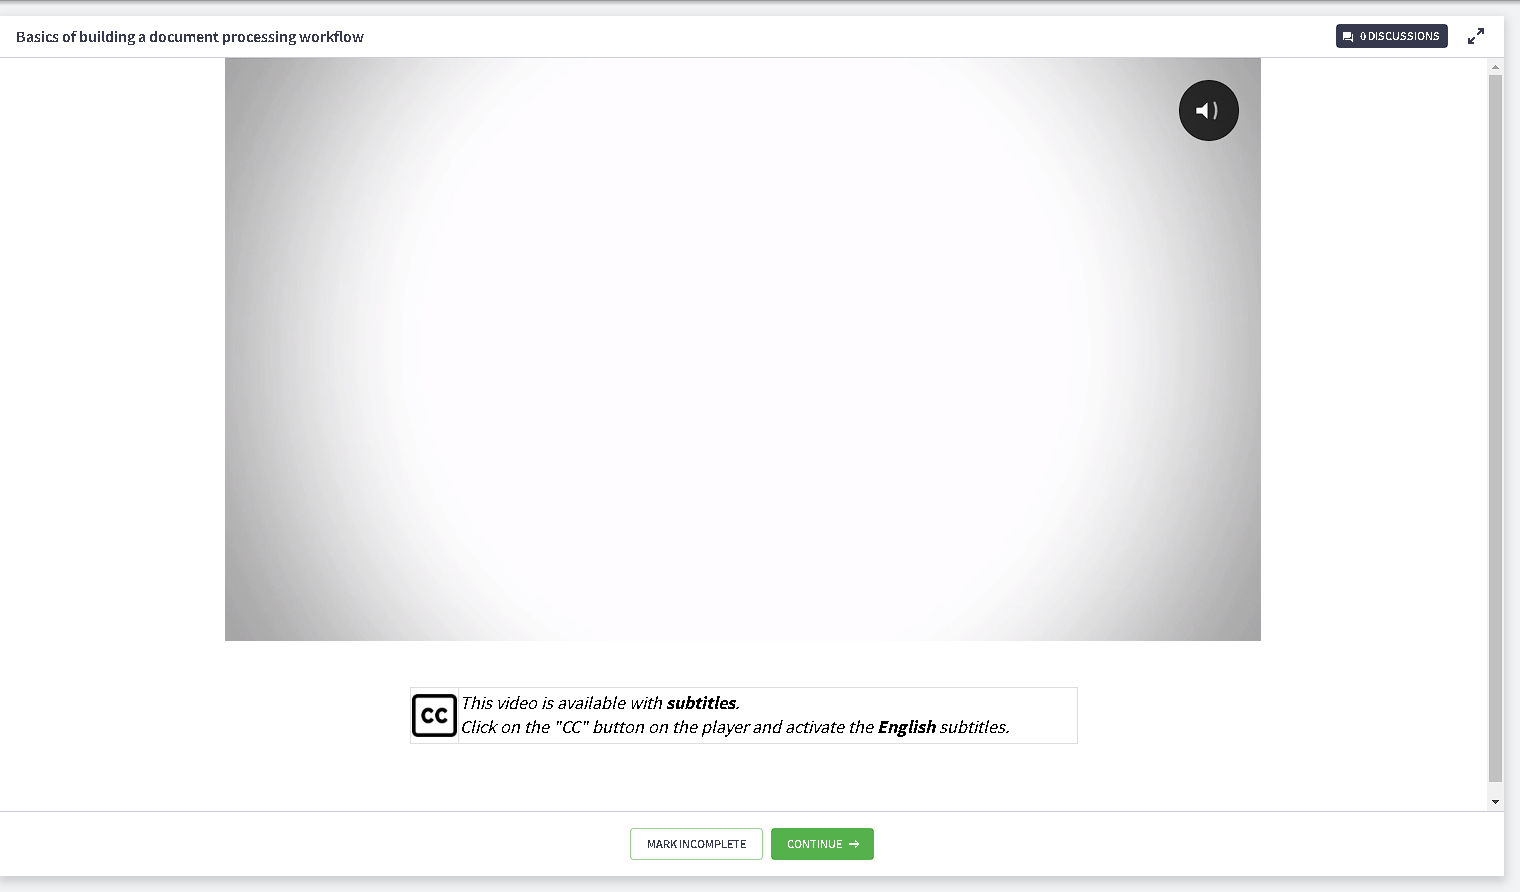 Basics of building a document processing workflow
0 DISCUSSIONS
CC
This video is available with subtitles.
Click on the "CC" button on the player and activate the English subtitles.
MARK INCOMPLETE
CONTINUE →